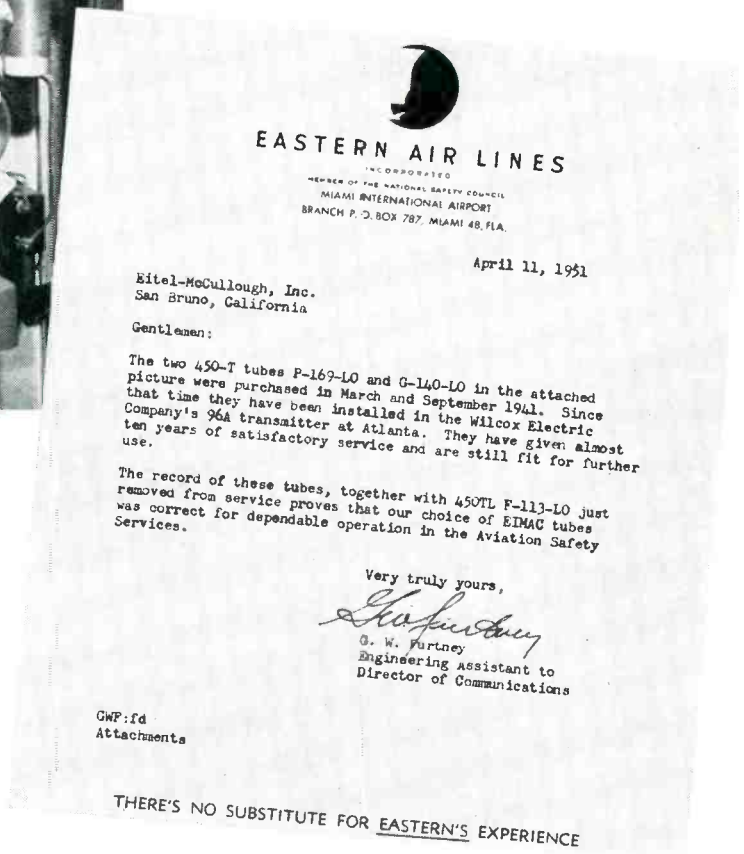 EASTERN AIR LINES
INCORPORATED
MEMBER OF THE NATIONAL SAFETY COUNCIL
MIAMI INTERNATIONAL AIRPORT
BRANCH P. O. BOX 787, MIAMI 48, FLA.
April 11, 1951
Eitel-McCullough, Inc.
San Bruno, California
Gentlemen:
The two 450-T tubes P-169-LO and G-140-LO in the attached
picture were purchased in March and September 1941. Since
that time they have been installed in the Wilcox Electric
Company's 96A transmitter at Atlanta. They have given almost
ten years of satisfactory service and are still fit for further
use.
The record of these tubes, together with 450TL F-113-LO just
removed from service proves that our choice of EIMAC tubes
was correct for dependable operation in the Aviation Safety
Services.
Very truly yours,
G. W. Furtney
Engineering Assistant to
Director of Communications
GWF:fd
Attachments
THERE'S NO SUBSTITUTE FOR EASTERN'S EXPERIENCE